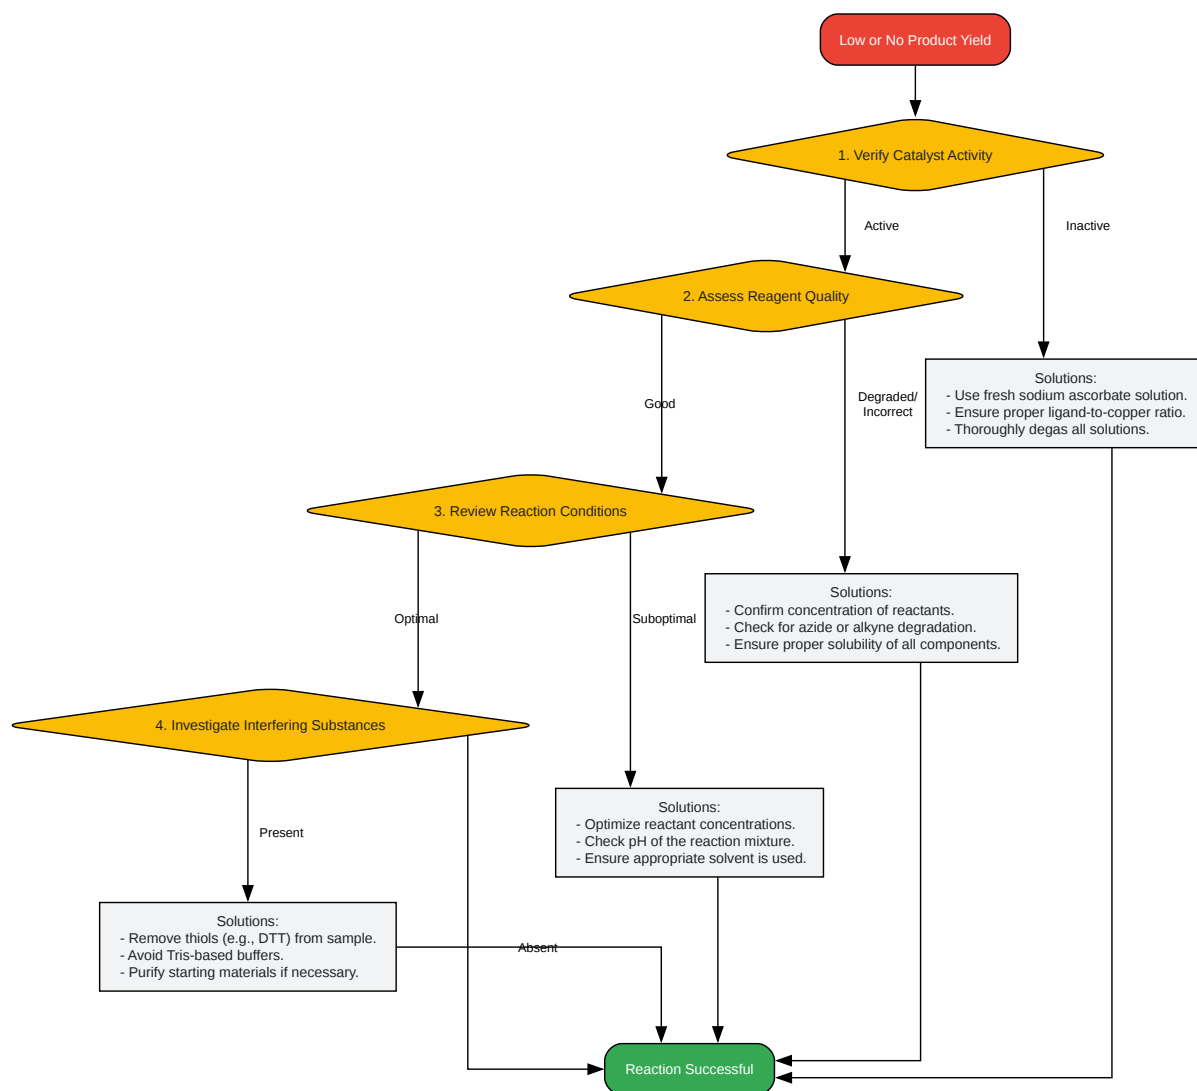 Low or No Product Yield
1. Verify Catalyst Activity
Active
Inactive
2. Assess Reagent Quality
Solutions:
- Use fresh sodium ascorbate solution.
- Ensure proper ligand-to-copper ratio.
- Thoroughly degas all solutions.
Good
Degraded/
Incorrect
3. Review Reaction Conditions
Solutions:
- Confirm concentration of reactants.
- Check for azide or alkyne degradation.
- Ensure proper solubility of all components.
Optimal
Suboptimal
4. Investigate Interfering Substances
Solutions:
- Optimize reactant concentrations.
- Check pH of the reaction mixture.
- Ensure appropriate solvent is used.
Present
Solutions:
- Remove thiols (e.g., DTT) from sample.
- Avoid Tris-based buffers.
- Purify starting materials if necessary.
Absent
Reaction Successful